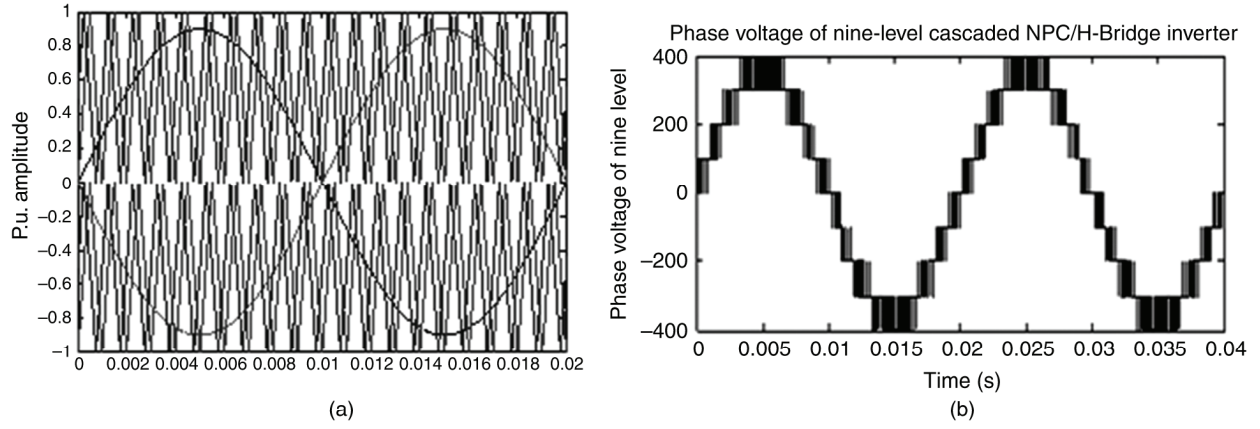 P.u. amplitude
1
0.8
0.6
0.4
0.2
0
−0.2
−0.4
−0.6
−0.8
−1
0 0.002 0.004 0.006 0.008 0.01 0.012 0.014 0.016 0.018 0.02
(a)
Phase voltage of nine-level cascaded NPC/H-Bridge inverter
Phase voltage of nine level
400
200
0
−200
−400
0 0.005 0.01 0.015 0.02 0.025 0.03 0.035 0.04
Time (s)
(b)